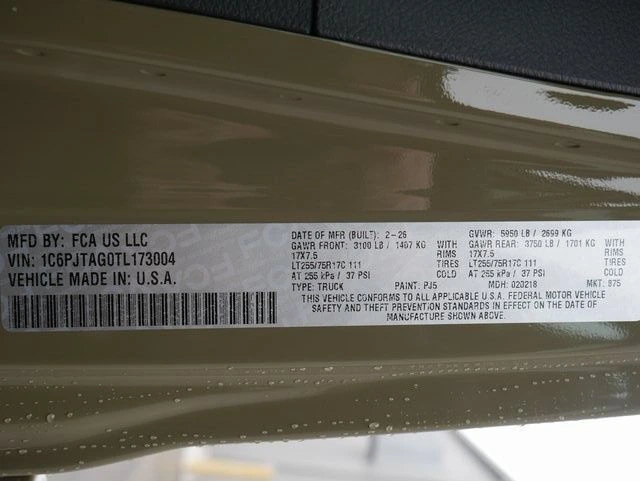 MFD BY: FCA US LLC
VIN: 1C6PJTAG0TL173004
VEHICLE MADE IN: U.S.A.
DATE OF MFR (BUILT): 2-26 GVWR: 5950 LB / 2699 KG
GAWR FRONT: 3100 LB / 1407 KG WITH GAWR REAR: 3750 LB / 1701 KG WITH
17X7.5 RIMS 17X7.5 RIMS
LT255/75R17C 111 TIRES LT255/75R17C 111 TIRES
AT 255 kPa / 37 PSI COLD AT 255 kPa / 37 PSI COLD
TYPE: TRUCK PAINT: PJ5 MDH: 020218 MKT: 875
THIS VEHICLE CONFORMS TO ALL APPLICABLE U.S.A. FEDERAL MOTOR VEHICLE
SAFETY AND THEFT PREVENTION STANDARDS IN EFFECT ON THE DATE OF
MANUFACTURE SHOWN ABOVE.